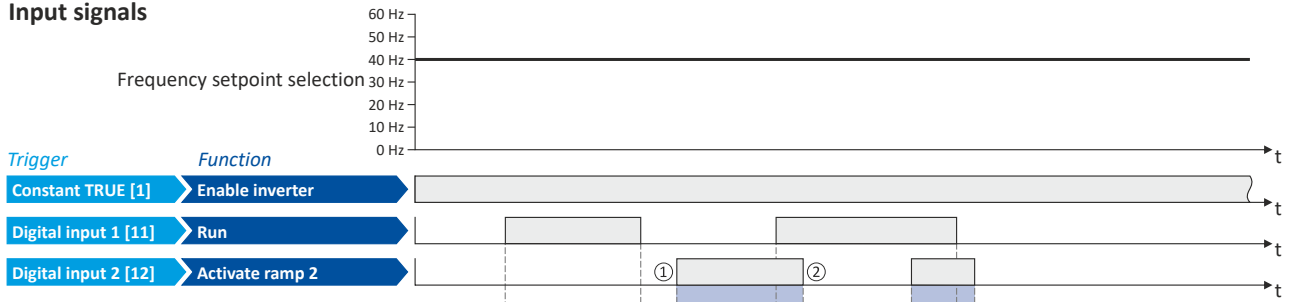 Input signals
60 Hz
50 Hz
40 Hz
Frequency setpoint selection 30 Hz
20 Hz
10 Hz
0 Hz
t
Trigger Function
Constant TRUE [1] Enable inverter
t
Digital input 1 [11] Run
t
Digital input 2 [12] Activate ramp 2 ① ②
t